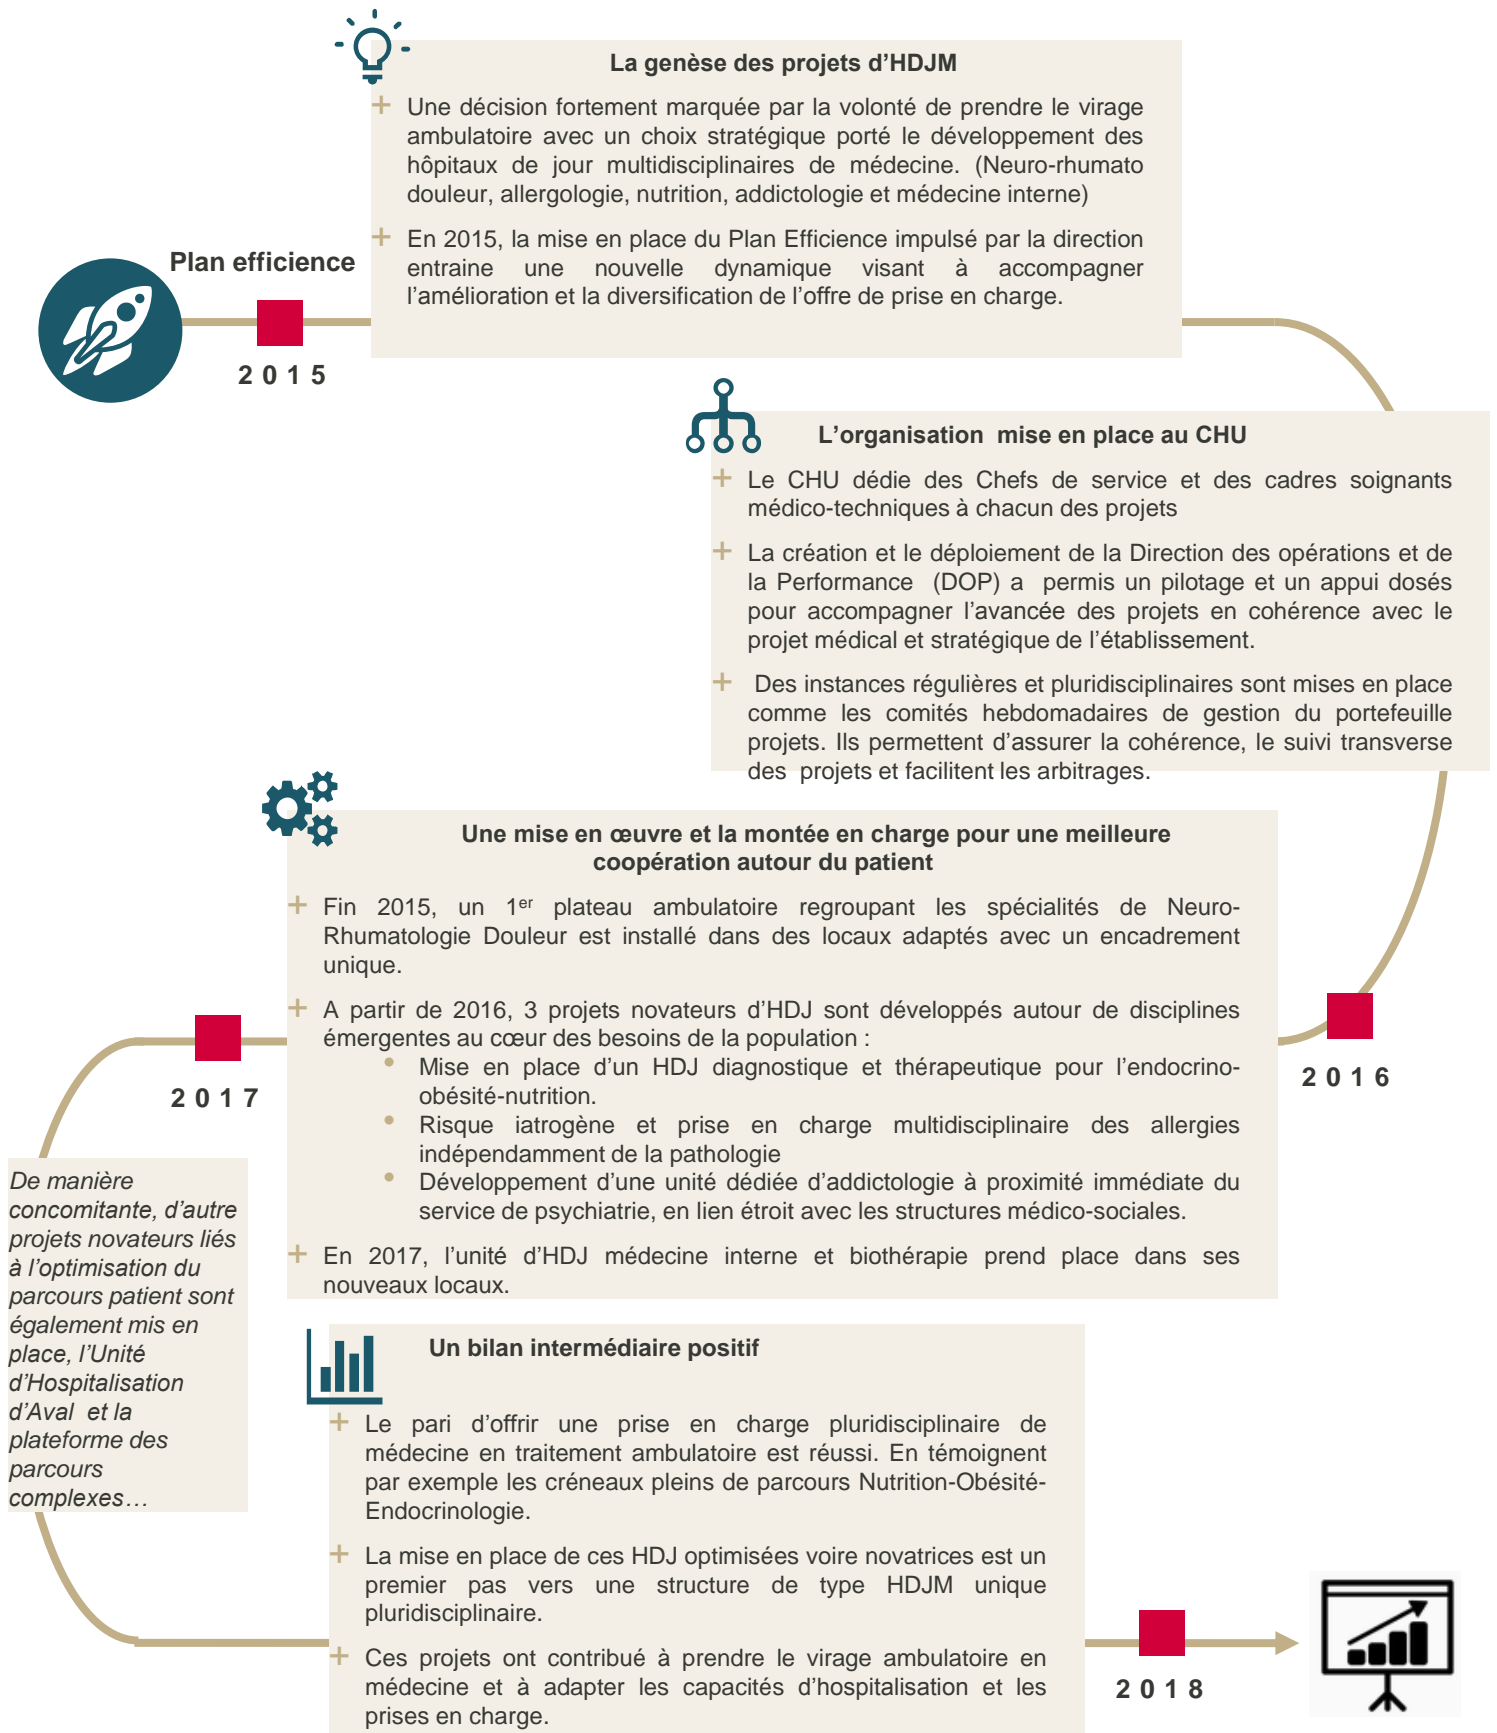 La genèse des projets d’HDJM
Une décision fortement marquée par la volonté de prendre le virage
ambulatoire avec un choix stratégique porté le développement des
hôpitaux de jour multidisciplinaires de médecine. (Neuro-rhumato
douleur, allergologie, nutrition, addictologie et médecine interne)
En 2015, la mise en place du Plan Efficience impulsé par la direction
entraine une nouvelle dynamique visant à accompagner
l’amélioration et la diversification de l’offre de prise en charge.
Plan efficience
2 0 1 5
L’organisation  mise en place au CHU
Le CHU dédie des Chefs de service et des cadres soignants
médico-techniques à chacun des projets
La création et le déploiement de la Direction des opérations et de
la Performance  (DOP) a  permis un pilotage et un appui dosés
pour accompagner l’avancée des projets en cohérence avec le
projet médical et stratégique de l’établissement.
Des instances régulières et pluridisciplinaires sont mises en place
comme les comités hebdomadaires de gestion du portefeuille
projets. Ils permettent d’assurer la cohérence, le suivi transverse
des  projets et facilitent les arbitrages.
2 0 1 6
Une mise en œuvre et la montée en charge pour une meilleure
coopération autour du patient
Fin 2015, un 1er plateau ambulatoire regroupant les spécialités de Neuro-
Rhumatologie Douleur est installé dans des locaux adaptés avec un encadrement
unique.
A partir de 2016, 3 projets novateurs d’HDJ sont développés autour de disciplines
émergentes au cœur des besoins de la population :
• Mise en place d’un HDJ diagnostique et thérapeutique pour l’endocrino-
obésité-nutrition.
• Risque iatrogène et prise en charge multidisciplinaire des allergies
indépendamment de la pathologie
• Développement d’une unité dédiée d’addictologie à proximité immédiate du
service de psychiatrie, en lien étroit avec les structures médico-sociales.
En 2017, l’unité d’HDJ médecine interne et biothérapie prend place dans ses
nouveaux locaux.
2 0 1 7
De manière
concomitante, d’autre
projets novateurs liés
à l’optimisation du
parcours patient sont
également mis en
place, l’Unité
d’Hospitalisation
d’Aval  et la
plateforme des
parcours
complexes…
Un bilan intermédiaire positif
Le pari d’offrir une prise en charge pluridisciplinaire de
médecine en traitement ambulatoire est réussi. En témoignent
par exemple les créneaux pleins de parcours Nutrition-Obésité-
Endocrinologie.
La mise en place de ces HDJ optimisées voire novatrices est un
premier pas vers une structure de type HDJM unique
pluridisciplinaire.
Ces projets ont contribué à prendre le virage ambulatoire en
médecine et à adapter les capacités d’hospitalisation et les
prises en charge.
2 0 1 8